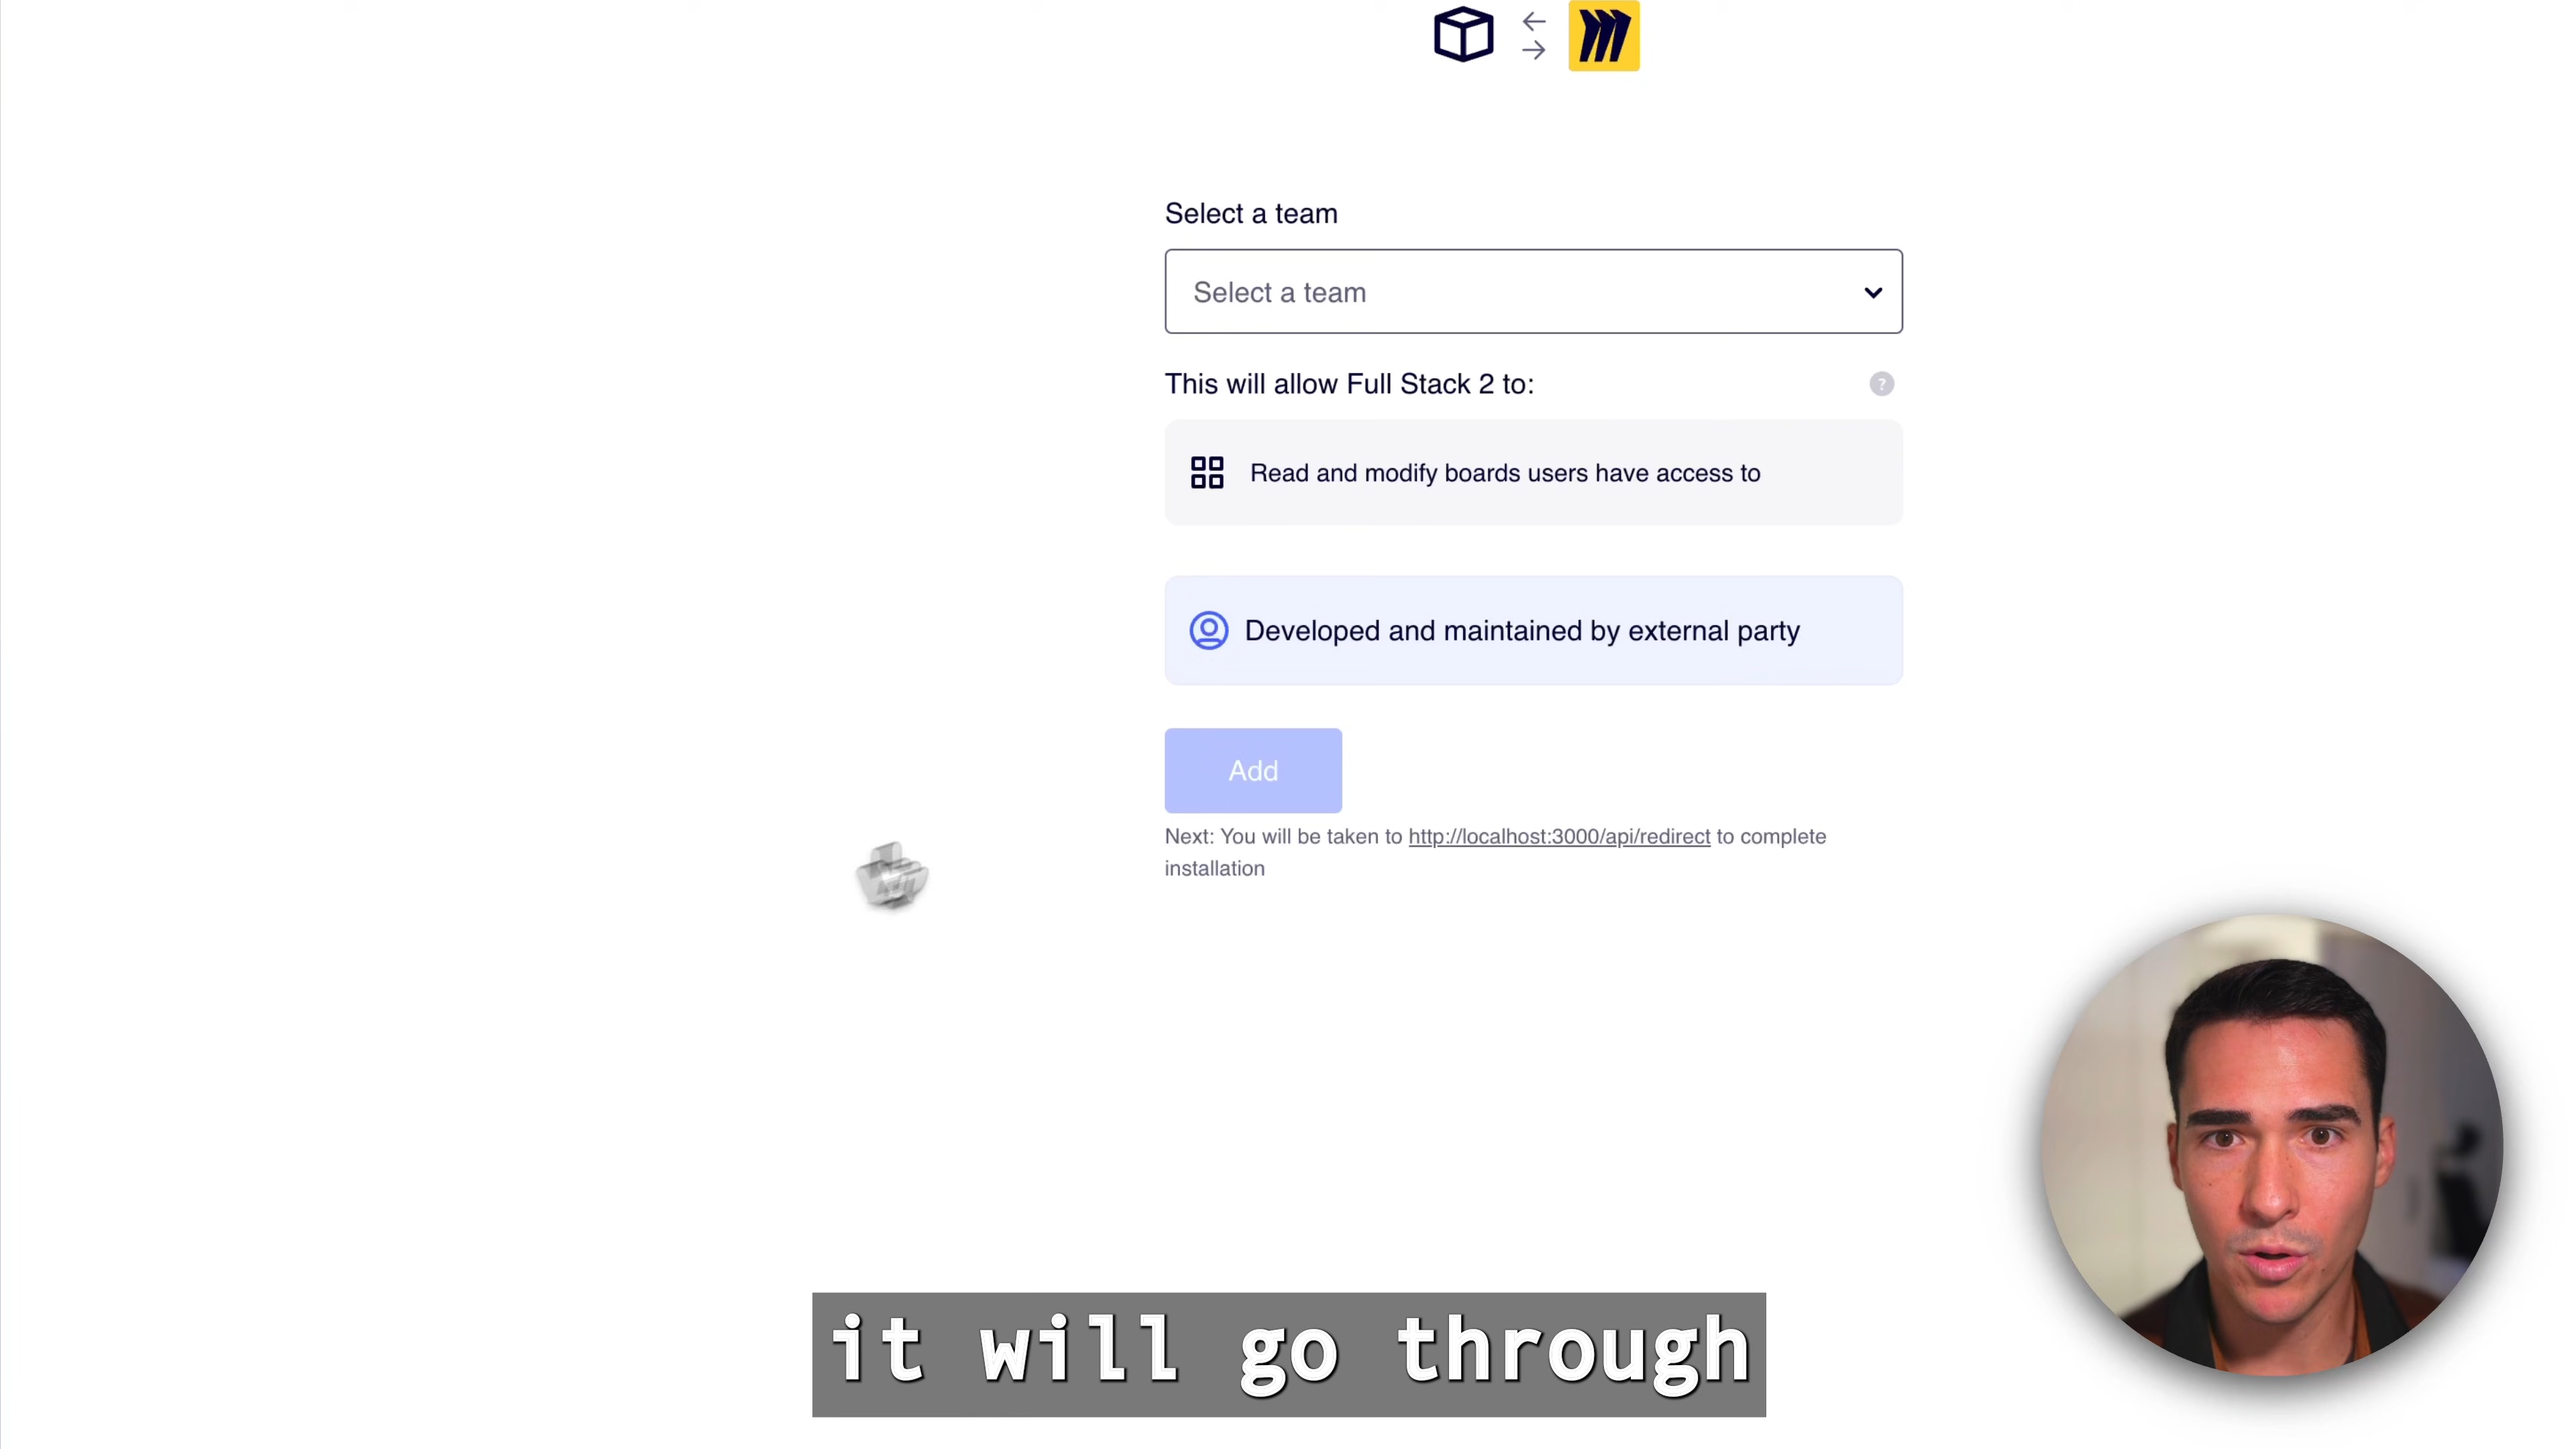 Select a team
Select a team
This will allow Full Stack 2 to:
?
Read and modify boards users have access to
Developed and maintained by external party
Add
Next: You will be taken to http://localhost:3000/api/redirect to complete
installation
it will go through